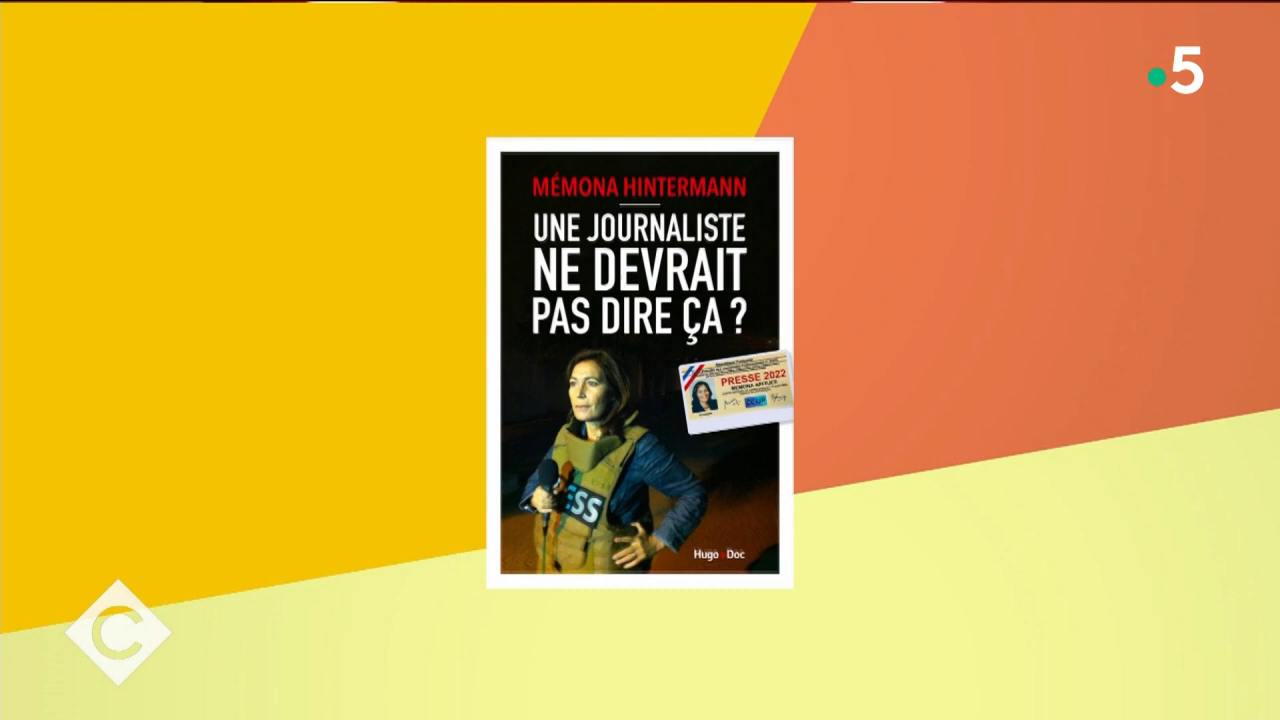 5
MÉMONA HINTERMANN
UNE JOURNALISTE
NE DEVRAIT
PAS DIRE ÇA ?
PRESSE 2022
ESS
Hugo Doc
C